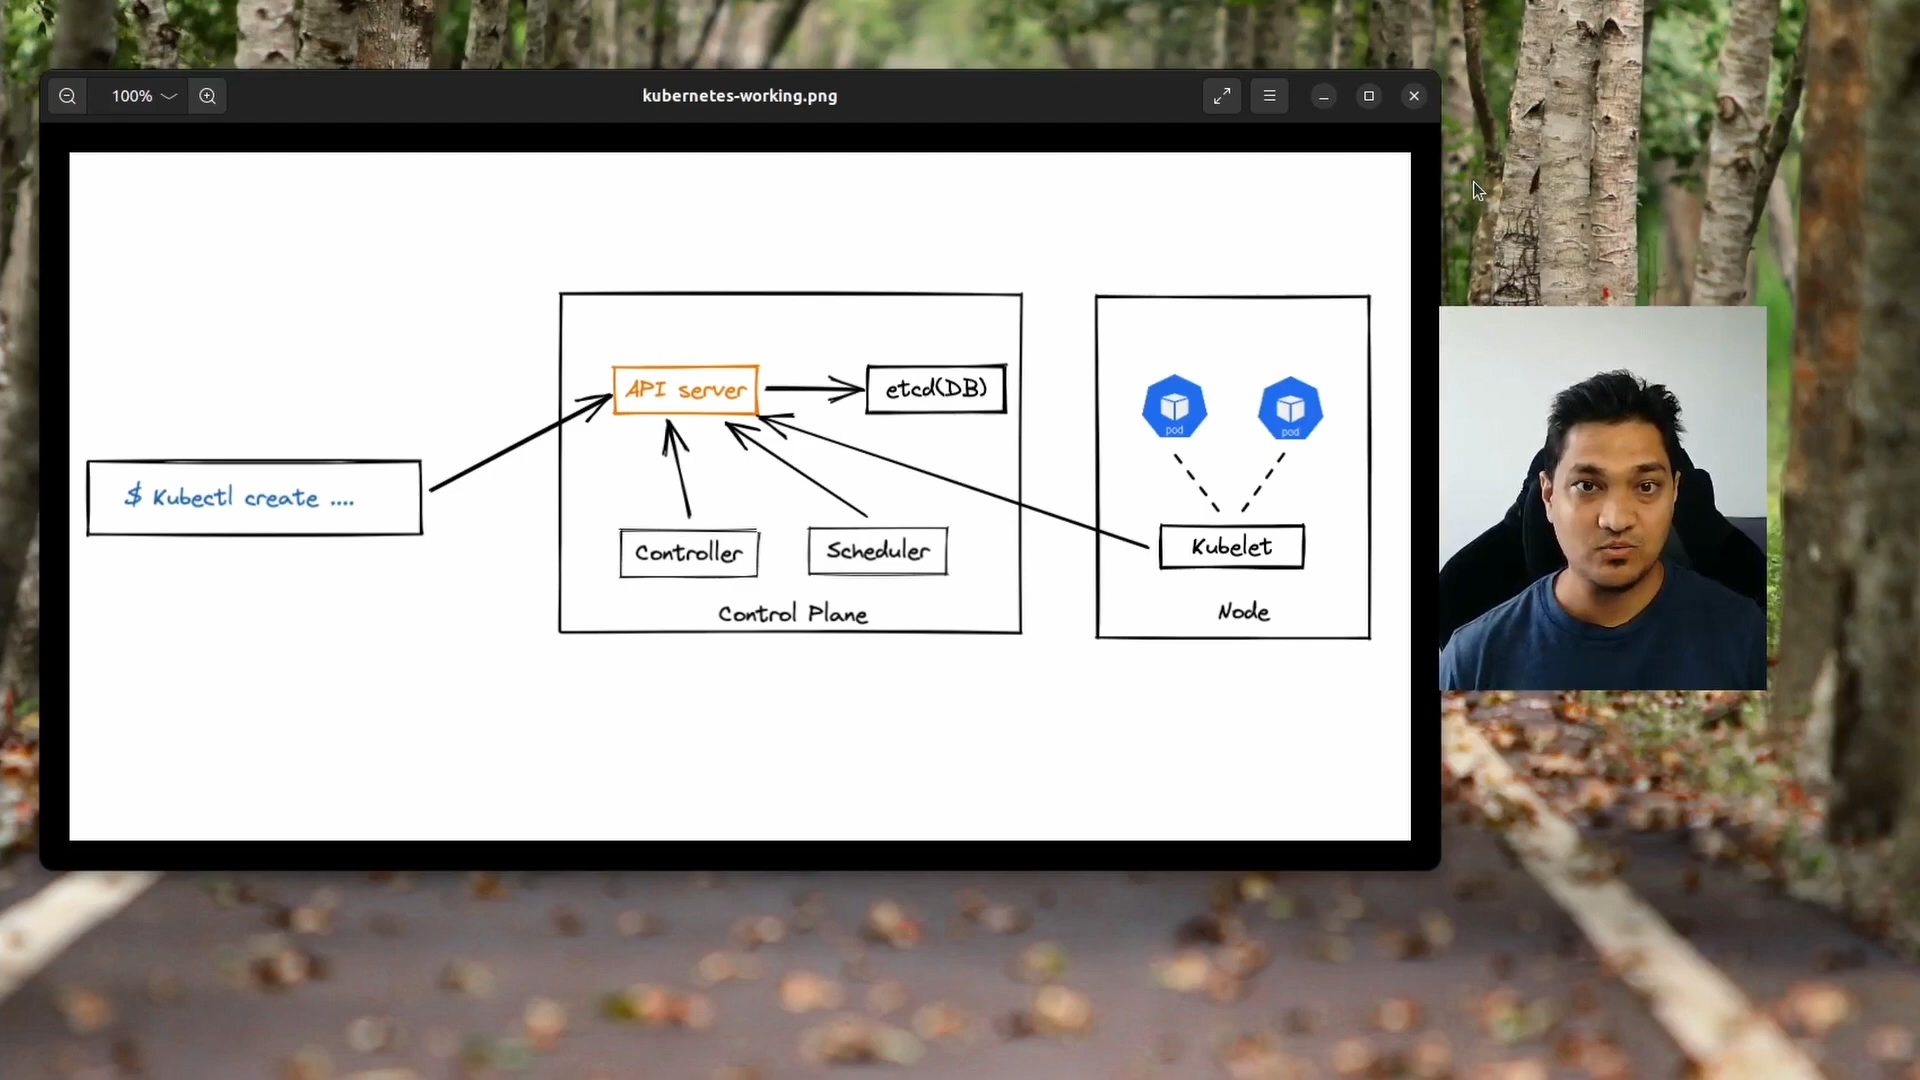 100%
kubernetes-working.png
API server
etcd(DB)
pod
pod
$ Kubectl create ....
Controller
Scheduler
Kubelet
Control Plane
Node